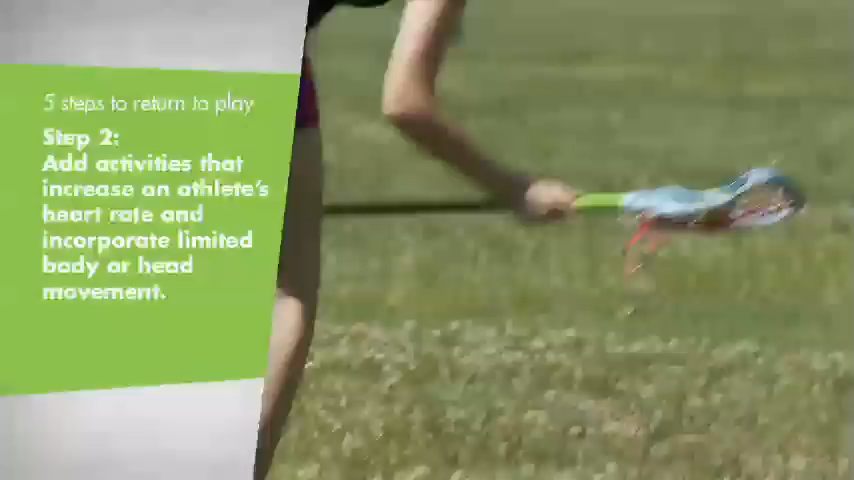 5 steps to return to play
Step 2:
Add activities that
increase an athlete's
heart rate and
incorporate limited
body or head
movement.